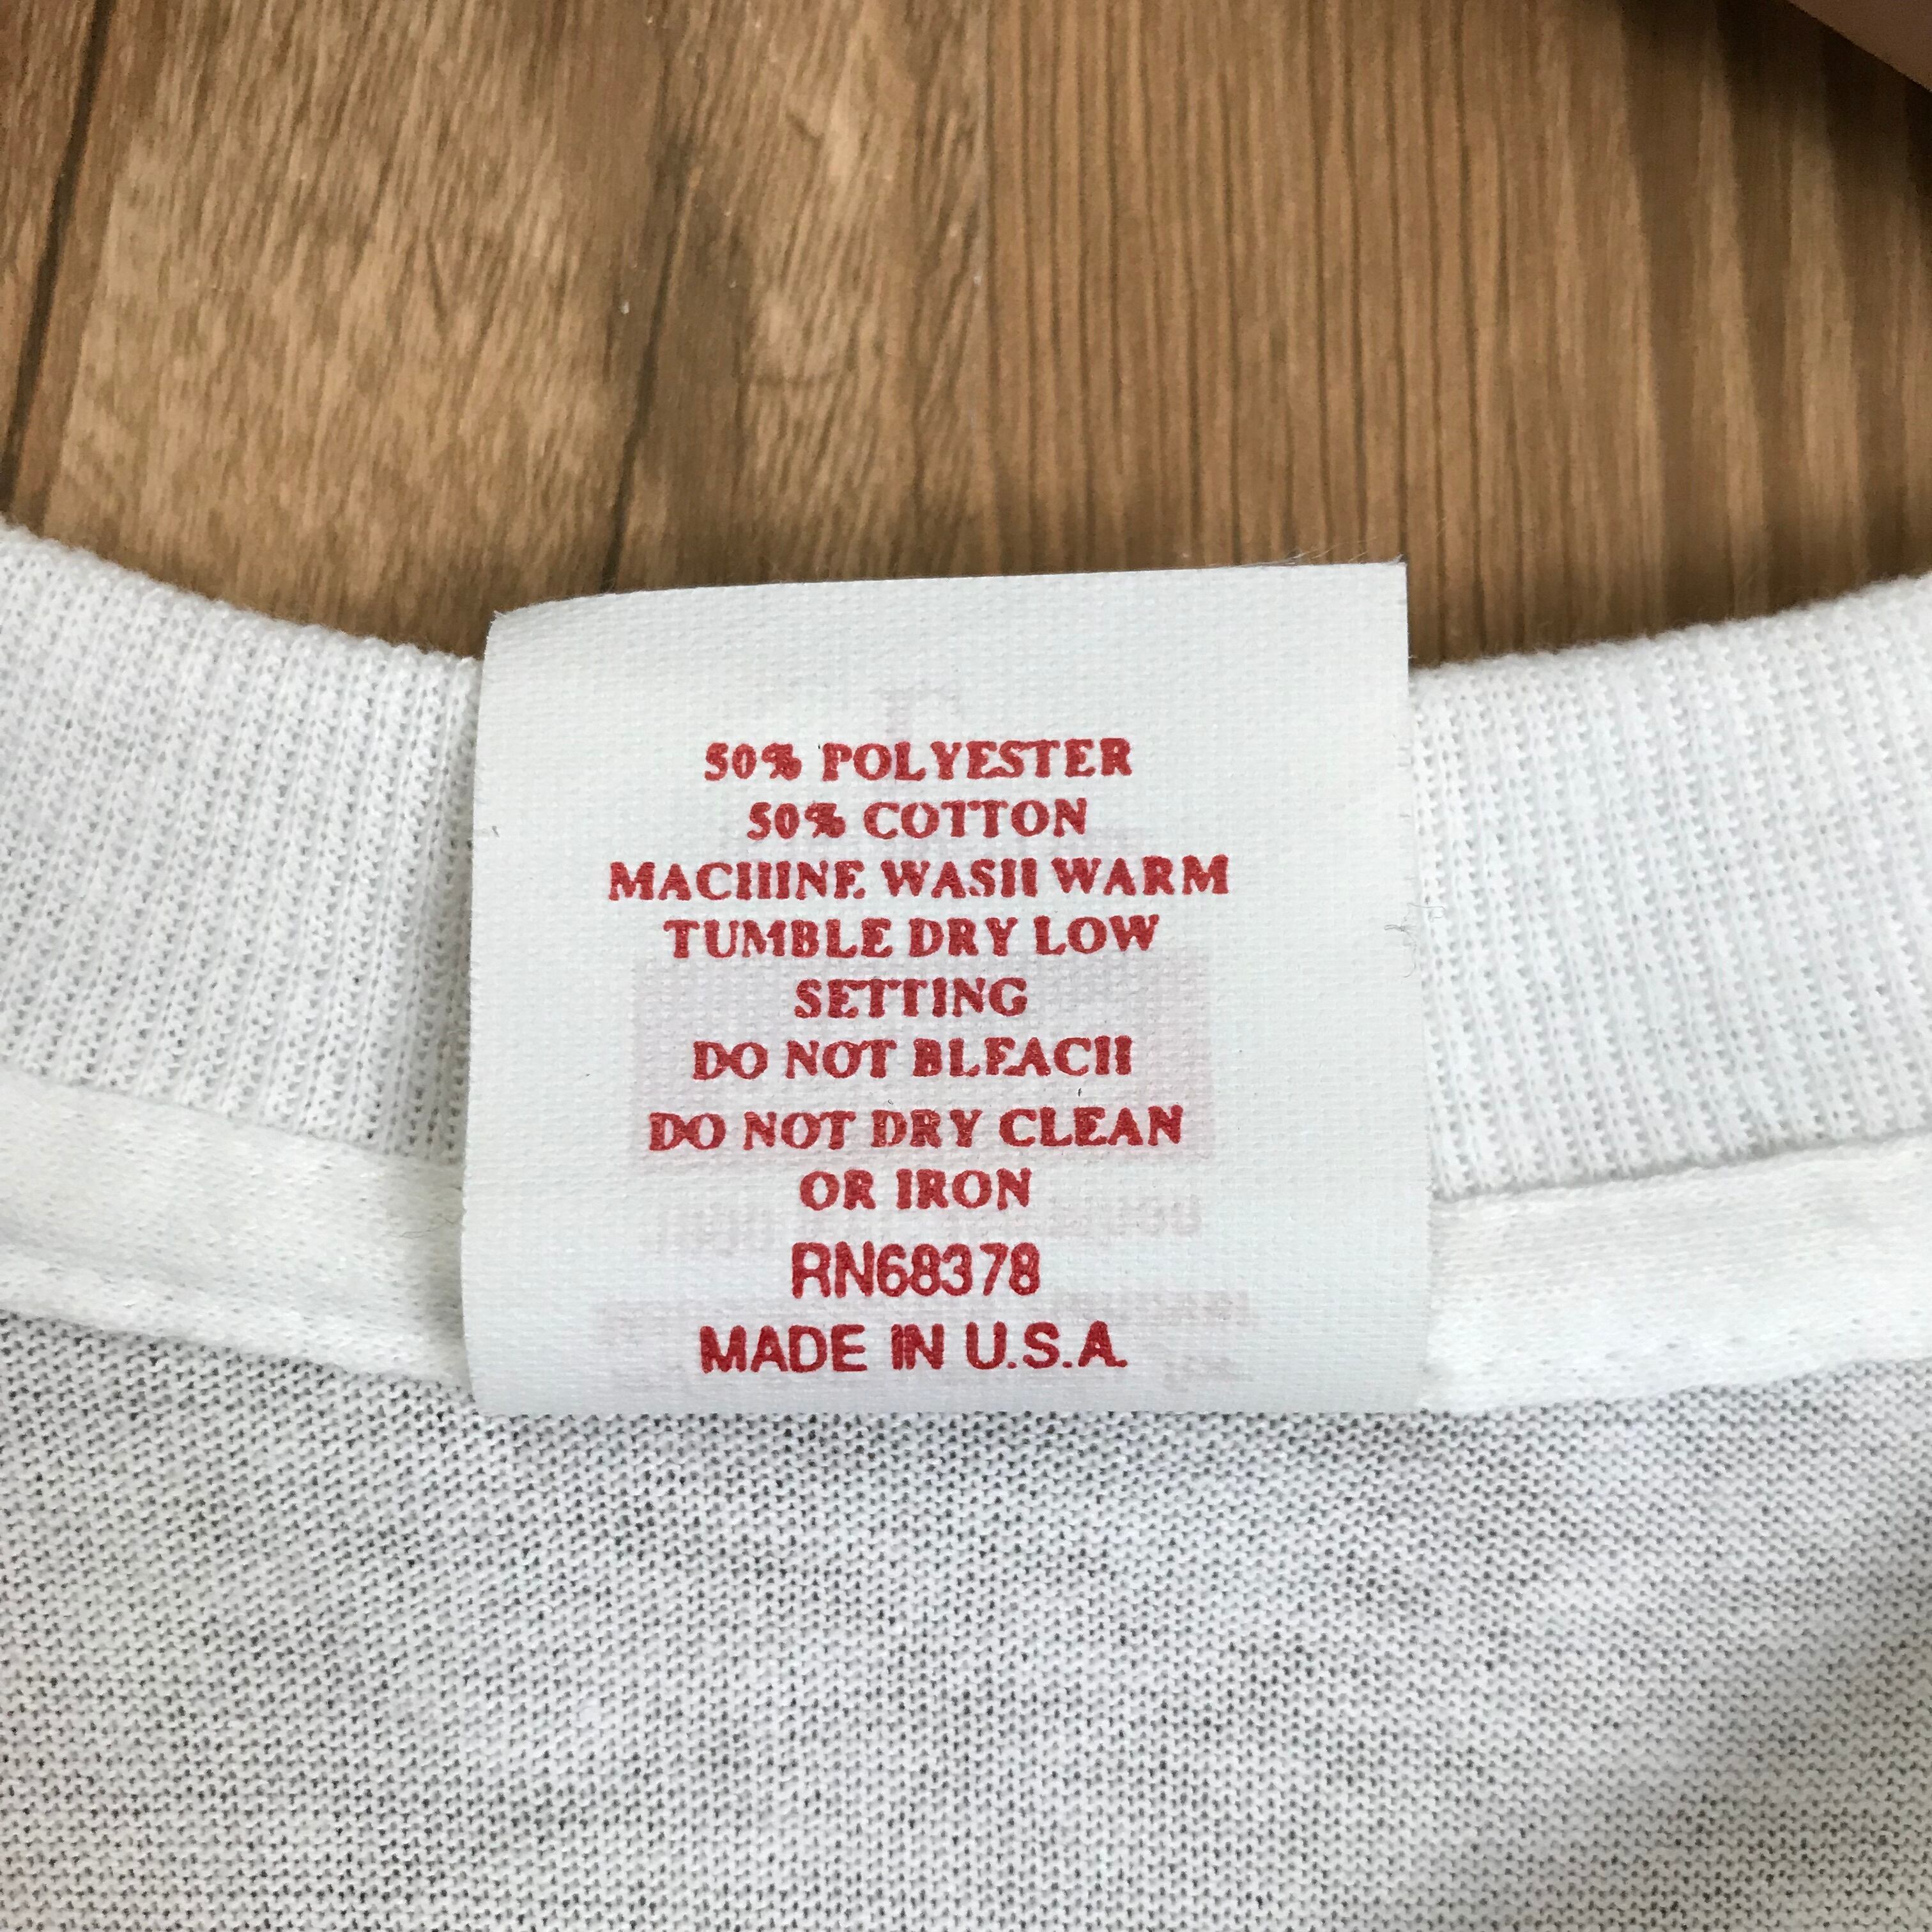 50% POLYESTER
50% COTTON
MACHINE WASH WARM
TUMBLE DRY LOW
SETTING
DO NOT BLEACH
DO NOT DRY CLEAN
OR IRON
RN68378
MADE IN U.S.A.